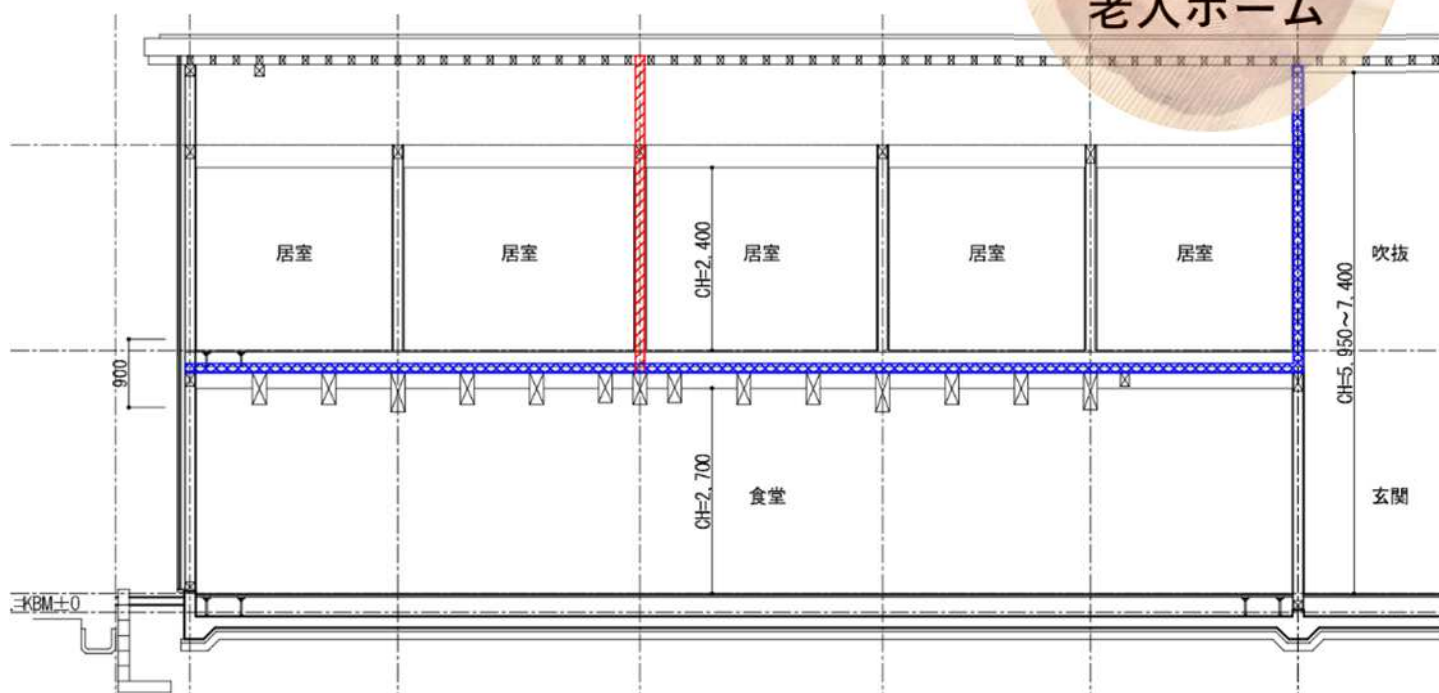 老人ホーム
居室
居室
CH=2,400
居室
居室
居室
吹抜
CH=5,950～7,400
900
CH=2,700
食堂
玄関
KBM±0